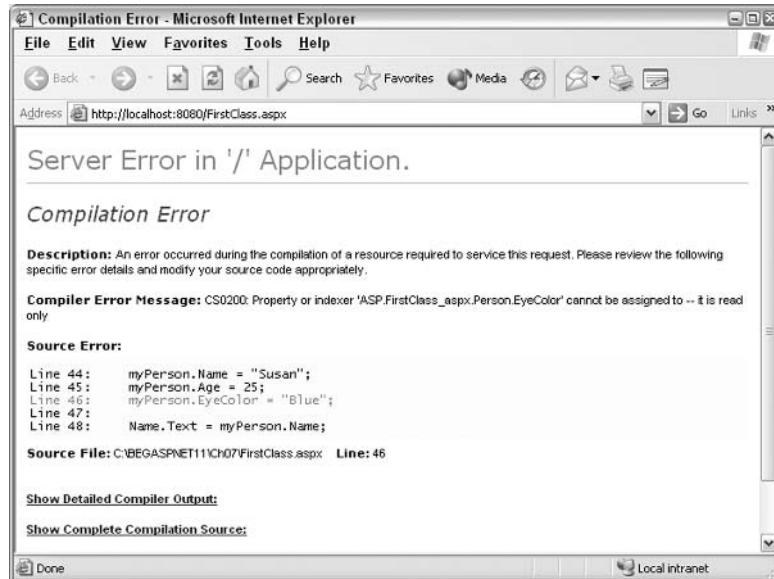 Compilation Error - Microsoft Internet Explorer
File Edit View Favorites Tools Help
Back Search Favorites Media
Address http://localhost:8080/FirstClass.aspx Go Links »
Server Error in '/' Application.
Compilation Error
Description: An error occurred during the compilation of a resource required to service this request. Please review the following
specific error details and modify your source code appropriately.
Compiler Error Message: CS0200: Property or indexer 'ASP.FirstClass_aspx.Person.EyeColor' cannot be assigned to -- it is read
only
Source Error:
Line 44: myPerson.Name = "Susan";
Line 45: myPerson.Age = 25;
Line 46: myPerson.EyeColor = "Blue";
Line 47:
Line 48: Name.Text = myPerson.Name;
Source File: C:\BEGASPNET11\Ch07\FirstClass.aspx Line: 46
Show Detailed Compiler Output:
Show Complete Compilation Source:
Done Local intranet